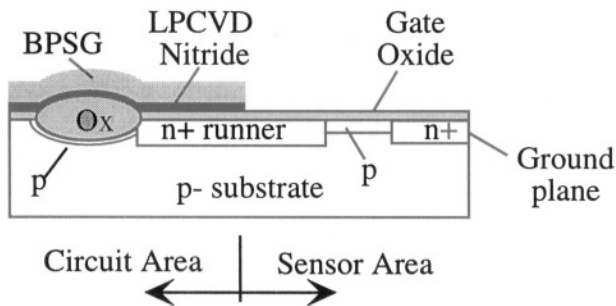 BPSG
LPCVD
Nitride
Gate
Oxide
Ox
n+ runner
n+
p
p
p- substrate
Ground
plane
Circuit Area
Sensor Area